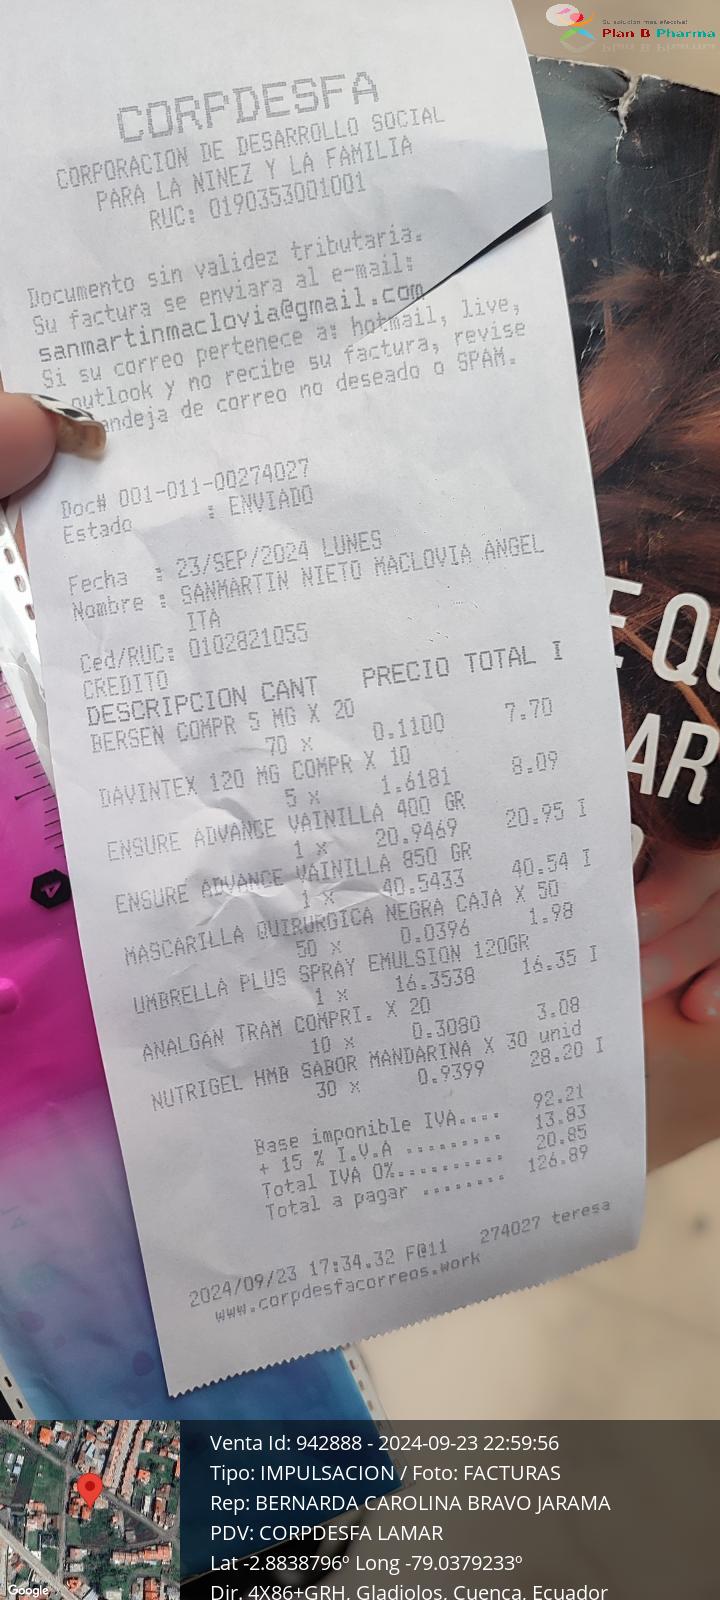 Su solución más efectiva!
Plan B Pharma
CORPDESFA
CORPORACION DE DESARROLLO SOCIAL
PARA LA NINEZ Y LA FAMILIA
RUC: 0190353001001
Documento sin validez tributaria.
Su factura se enviara al e-mail:
sanmartinmaclovia@gmail.com
Si su correo pertenece a: hotmail, live,
outlook y no recibe su factura, revise
andeja de correo no deseado o SPAM.
Doc# 001-011-00274027
Estado : ENVIADO
Fecha : 23/SEP/2024 LUNES
Nombre : SANMARTIN NIETO MACLOVIA ANGEL
ITA
Ced/RUC: 0102821055
CREDITO
DESCRIPCION CANT PRECIO TOTAL I
BERSEN COMPR 5 MG X 20
70 x 0.1100 7.70
DAVINTEX 120 MG COMPR X 10
5 x 1.6181 8.09
ENSURE ADVANCE VAINILLA 400 GR
1 x 20.9469 20.95 I
ENSURE ADVANCE VAINILLA 850 GR
1 x 40.5433 40.54 I
MASCARILLA QUIRURGICA NEGRA CAJA X 50
50 x 0.0396 1.98
UMBRELLA PLUS SPRAY EMULSION 120GR
1 x 16.3538 16.35 I
ANALGAN TRAM COMPRI. X 20
10 x 0.3080 3.08
NUTRIGEL HMB SABOR MANDARINA X 30 unid
30 x 0.9399 28.20 I
Base imponible IVA.... 92.21
+ 15 % I.V.A ......... 13.83
Total IVA 0%.......... 20.85
Total a pagar ........ 126.89
2024/09/23 17:34.32 F@11 274027 teresa
www.corpdesfacorreos.work
E QU
AR
Google
Venta Id: 942888 - 2024-09-23 22:59:56
Tipo: IMPULSACION / Foto: FACTURAS
Rep: BERNARDA CAROLINA BRAVO JARAMA
PDV: CORPDESFA LAMAR
Lat -2.8838796º Long -79.0379233º
Dir. 4X86+GRH, Gladiolos, Cuenca, Ecuador